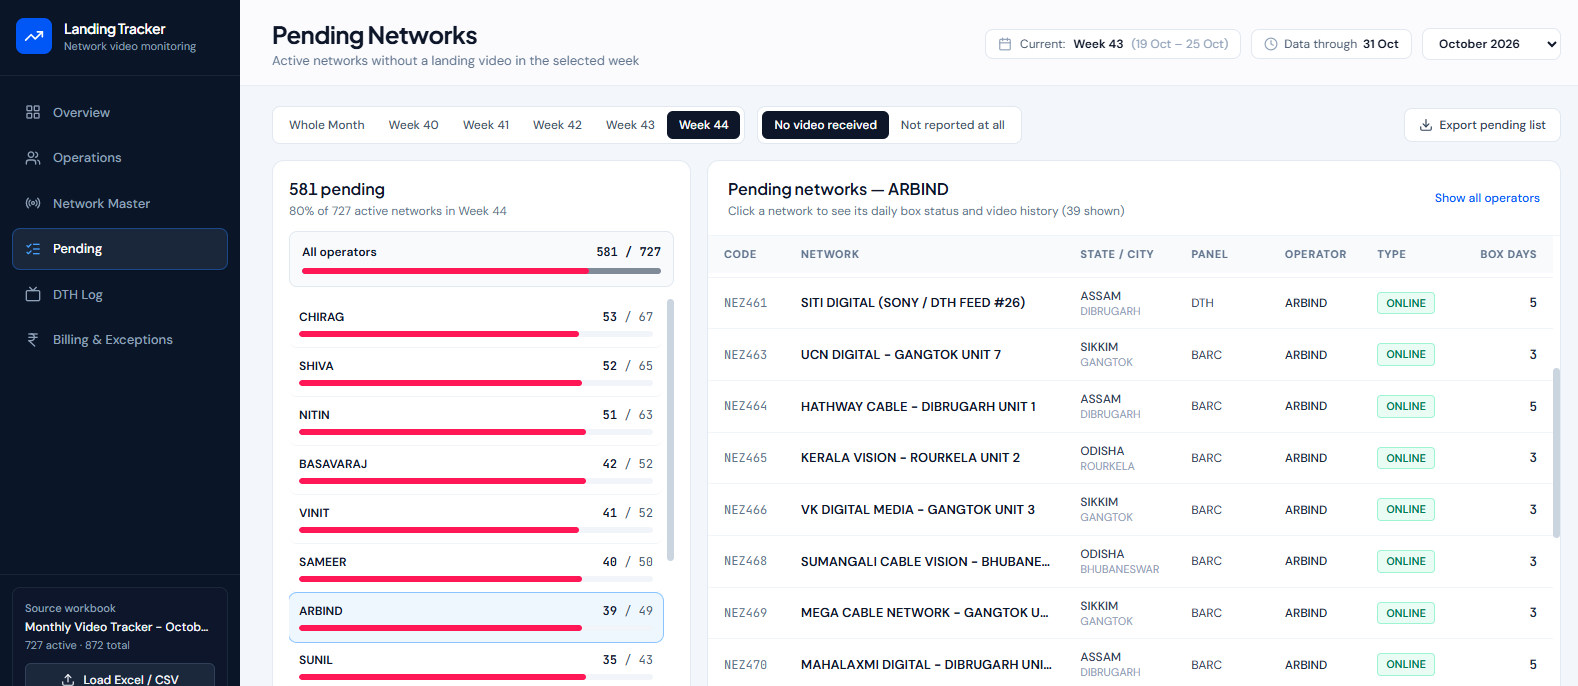 Landing Tracker
Network video monitoring
Overview
Operations
Network Master
Pending
DTH Log
Billing & Exceptions
Source workbook
Monthly Video Tracker – Octob...
727 active · 872 total
Load Excel / CSV
Pending Networks
Active networks without a landing video in the selected week
Current: Week 43 (19 Oct – 25 Oct)
Data through 31 Oct
October 2026
Whole Month Week 40 Week 41 Week 42 Week 43 Week 44
No video received Not reported at all
Export pending list
581 pending
80% of 727 active networks in Week 44
All operators 581 / 727
CHIRAG 53 / 67
SHIVA 52 / 65
NITIN 51 / 63
BASAVARAJ 42 / 52
VINIT 41 / 52
SAMEER 40 / 50
ARBIND 39 / 49
SUNIL 35 / 43
Pending networks — ARBIND
Click a network to see its daily box status and video history (39 shown)
Show all operators
CODE NETWORK STATE / CITY PANEL OPERATOR TYPE BOX DAYS
NEZ461 SITI DIGITAL (SONY / DTH FEED #26) ASSAM DTH ARBIND ONLINE 5
DIBRUGARH
NEZ463 UCN DIGITAL – GANGTOK UNIT 7 SIKKIM BARC ARBIND ONLINE 3
GANGTOK
NEZ464 HATHWAY CABLE – DIBRUGARH UNIT 1 ASSAM BARC ARBIND ONLINE 5
DIBRUGARH
NEZ465 KERALA VISION – ROURKELA UNIT 2 ODISHA BARC ARBIND ONLINE 3
ROURKELA
NEZ466 VK DIGITAL MEDIA – GANGTOK UNIT 3 SIKKIM BARC ARBIND ONLINE 3
GANGTOK
NEZ468 SUMANGALI CABLE VISION – BHUBANE... ODISHA BARC ARBIND ONLINE 3
BHUBANESWAR
NEZ469 MEGA CABLE NETWORK – GANGTOK U... SIKKIM BARC ARBIND ONLINE 3
GANGTOK
NEZ470 MAHALAXMI DIGITAL – DIBRUGARH UNI... ASSAM BARC ARBIND ONLINE 5
DIBRUGARH